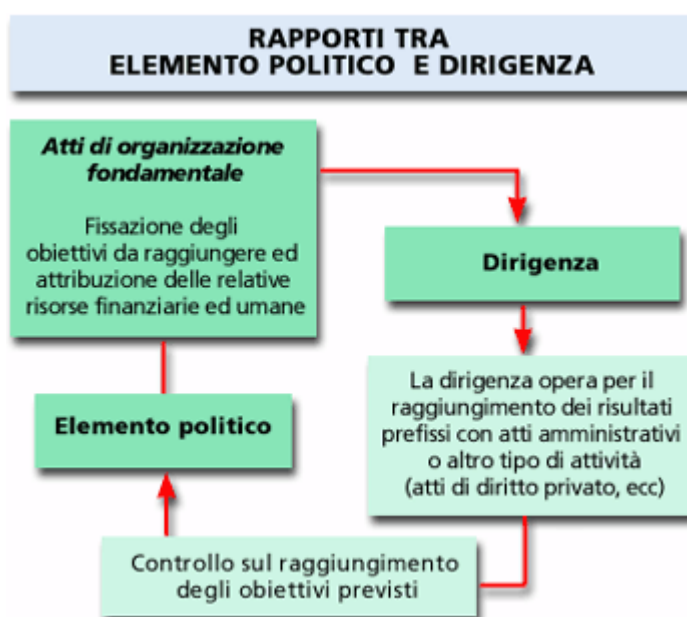 RAPPORTI TRA
ELEMENTO POLITICO E DIRIGENZA
Atti di organizzazione
fondamentale
Fissazione degli
obiettivi da raggiungere ed
attribuzione delle relative
risorse finanziarie ed umane
Dirigenza
La dirigenza opera per il
raggiungimento dei risultati
prefissi con atti amministrativi
o altro tipo di attività
(atti di diritto privato, ecc)
Elemento politico
Controllo sul raggiungimento
degli obiettivi previsti